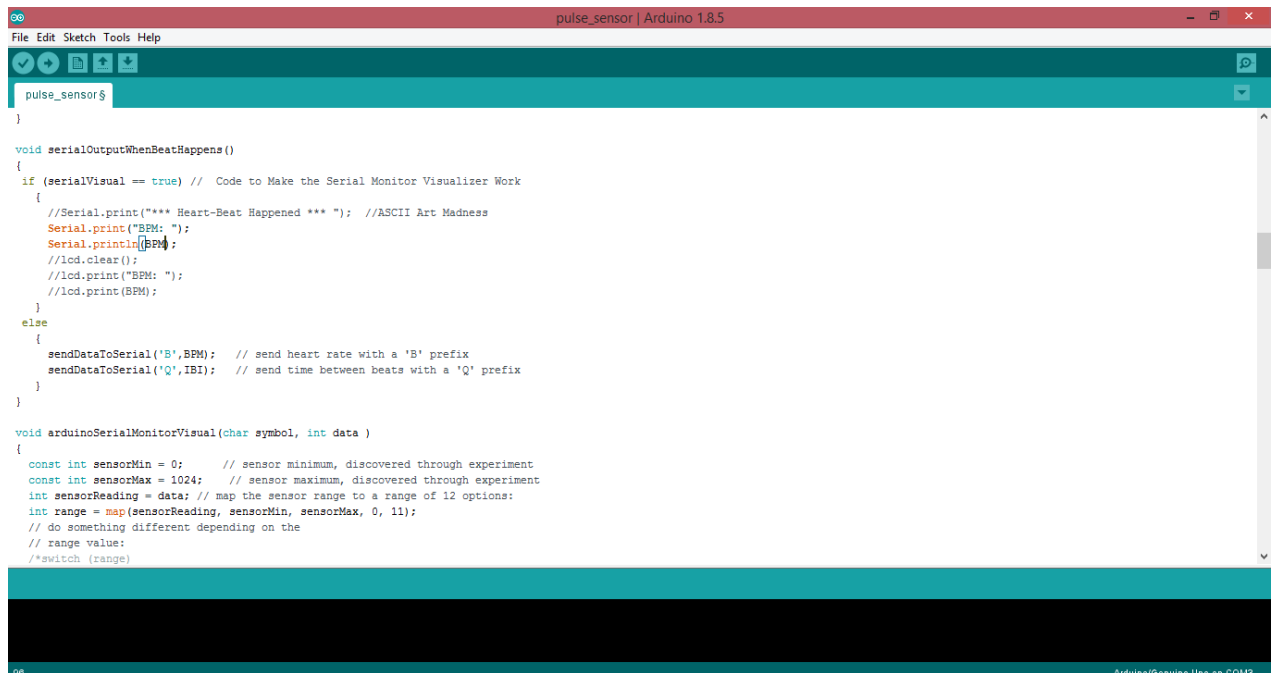 pulse_sensor | Arduino 1.8.5
File Edit Sketch Tools Help
pulse_sensor§
}
void serialOutputWhenBeatHappens()
{
if (serialVisual == true) //  Code to Make the Serial Monitor Visualizer Work
{
//Serial.print("*** Heart-Beat Happened *** ");  //ASCII Art Madness
Serial.print("BPM: ");
Serial.println(BPM);
//lcd.clear();
//lcd.print("BPM: ");
//lcd.print(BPM);
}
else
{
sendDataToSerial('B',BPM);   // send heart rate with a 'B' prefix
sendDataToSerial('Q',IBI);   // send time between beats with a 'Q' prefix
}
}
void arduinoSerialMonitorVisual(char symbol, int data )
{
const int sensorMin = 0;      // sensor minimum, discovered through experiment
const int sensorMax = 1024;    // sensor maximum, discovered through experiment
int sensorReading = data; // map the sensor range to a range of 12 options:
int range = map(sensorReading, sensorMin, sensorMax, 0, 11);
// do something different depending on the
// range value:
/*switch (range)
Arduino/Genuino Uno on COM3